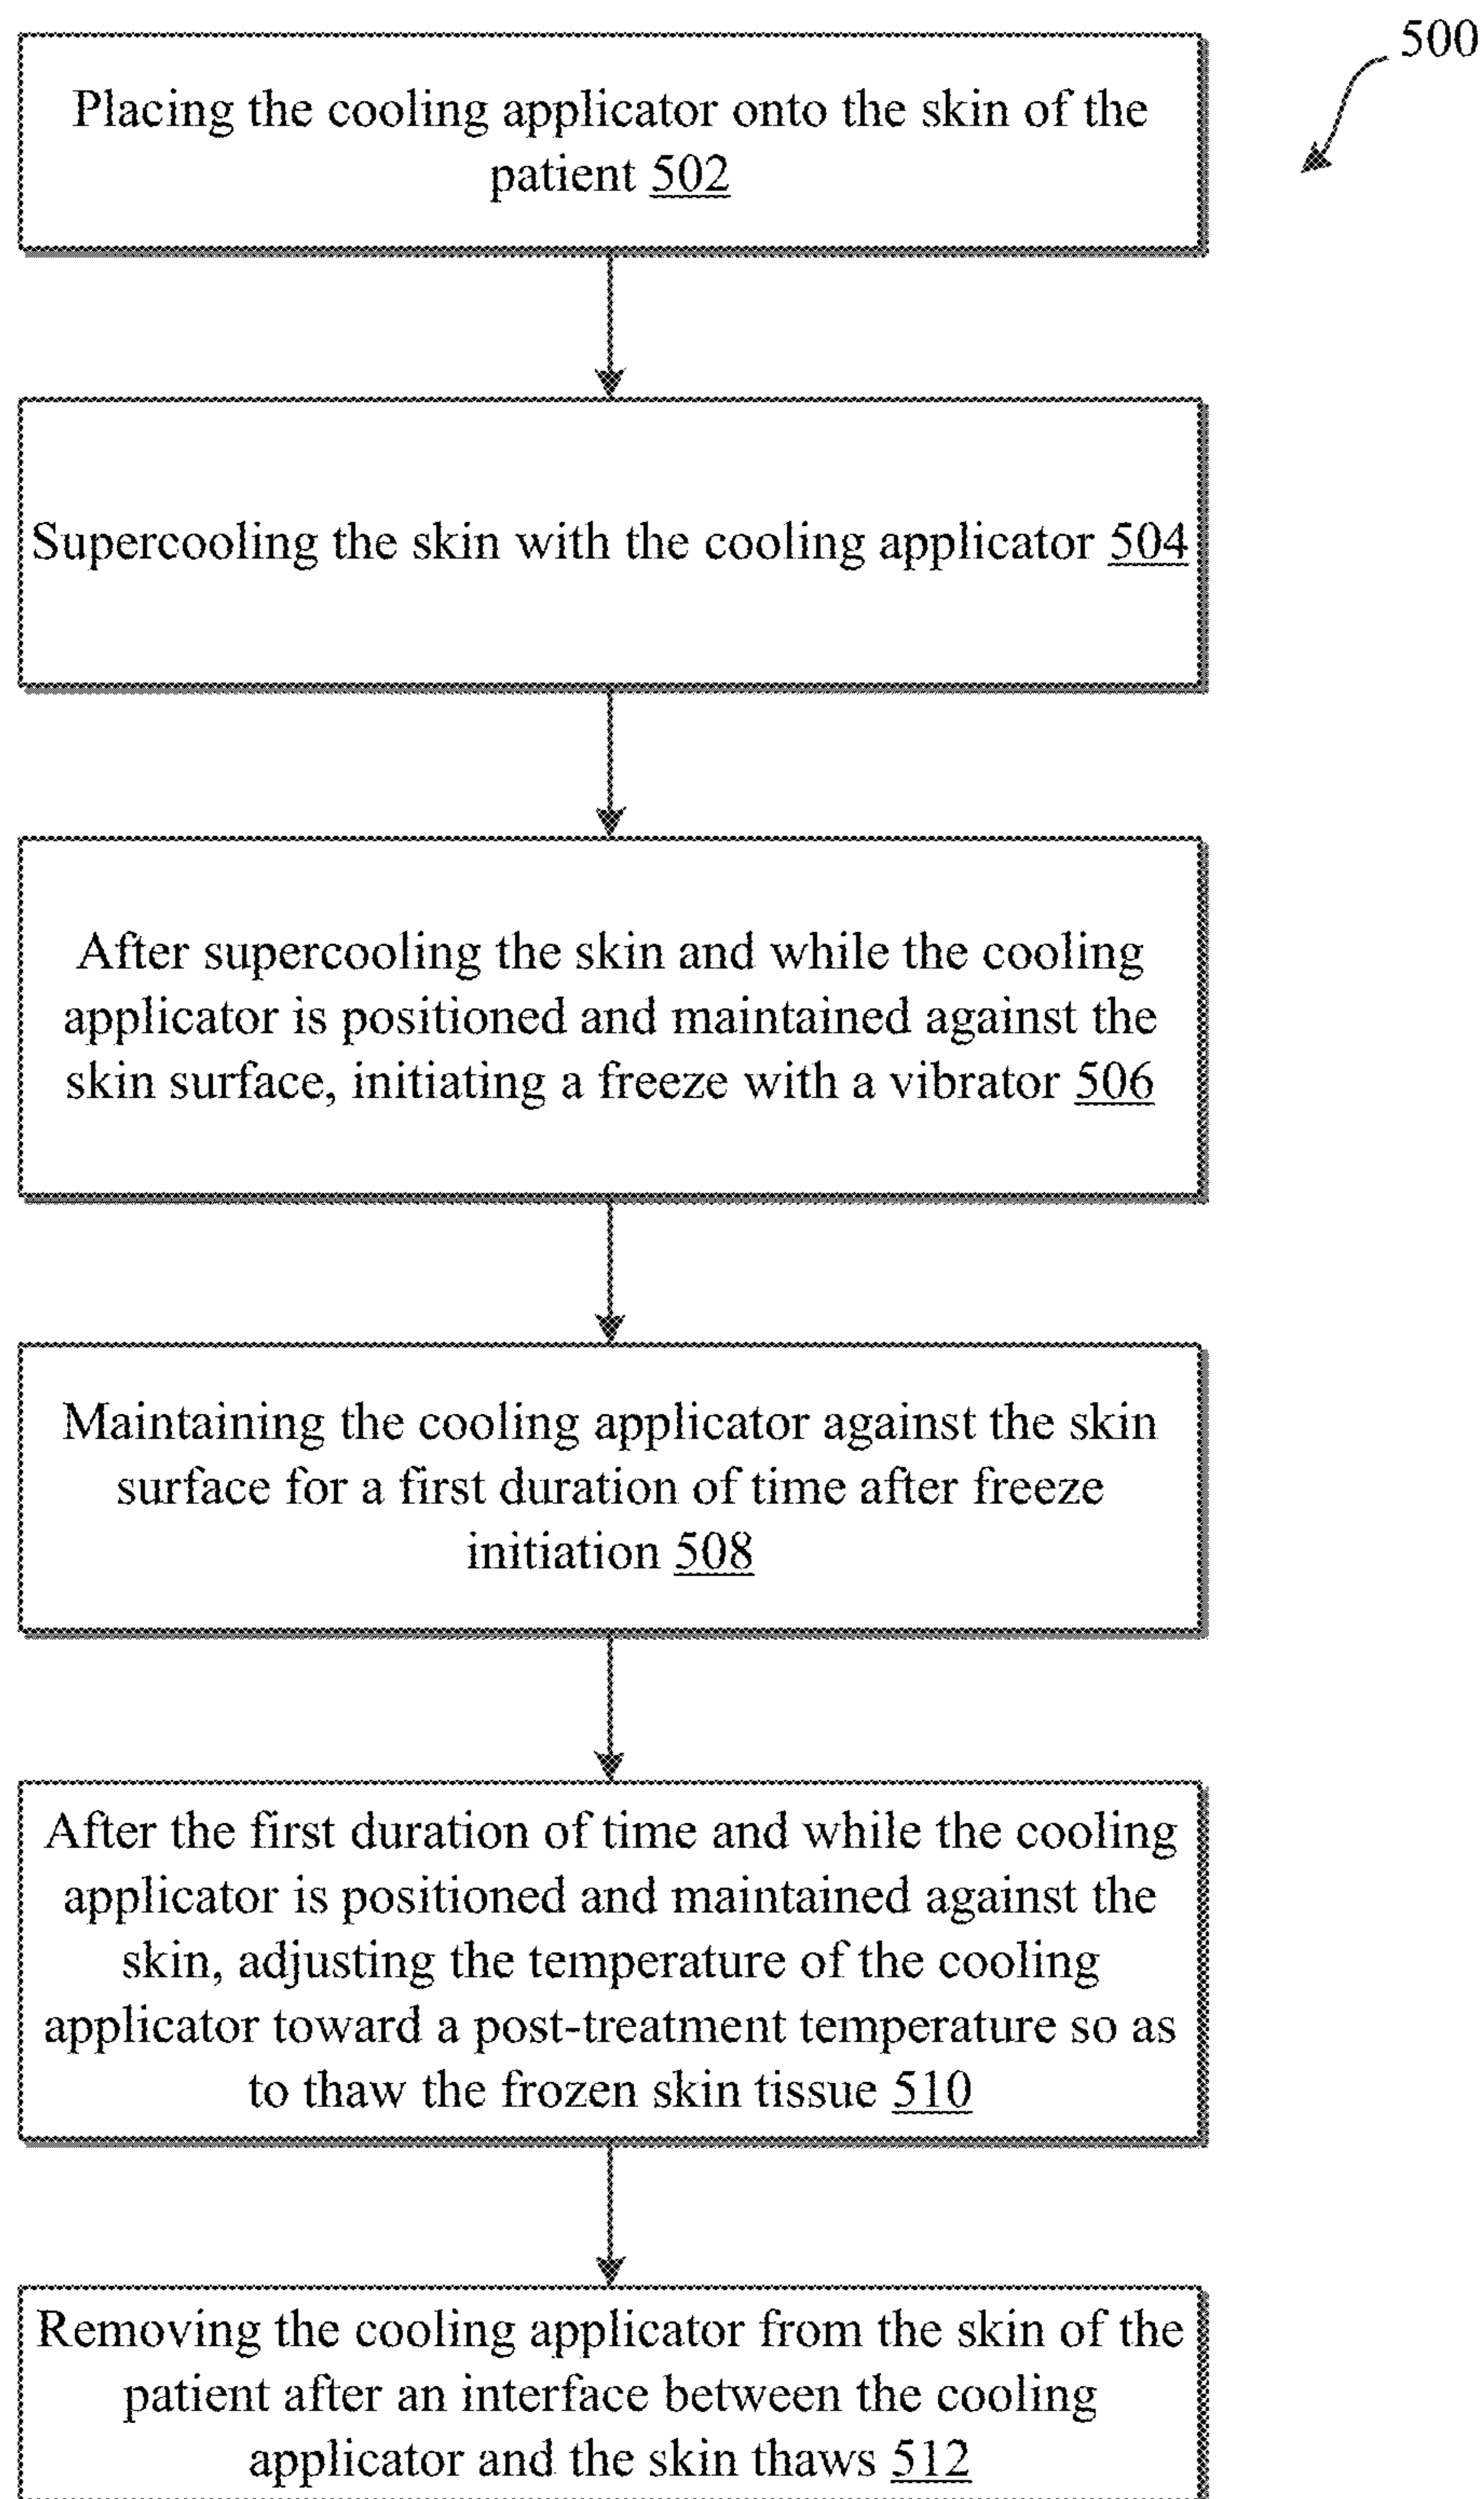 500
Placing the cooling applicator onto the skin of the
patient 502
Supercooling the skin with the cooling applicator 504
After supercooling the skin and while the cooling
applicator is positioned and maintained against the
skin surface, initiating a freeze with a vibrator 506
Maintaining the cooling applicator against the skin
surface for a first duration of time after freeze
initiation 508
After the first duration of time and while the cooling
applicator is positioned and maintained against the
skin, adjusting the temperature of the cooling
applicator toward a post-treatment temperature so as
to thaw the frozen skin tissue 510
Removing the cooling applicator from the skin of the
patient after an interface between the cooling
applicator and the skin thaws 512